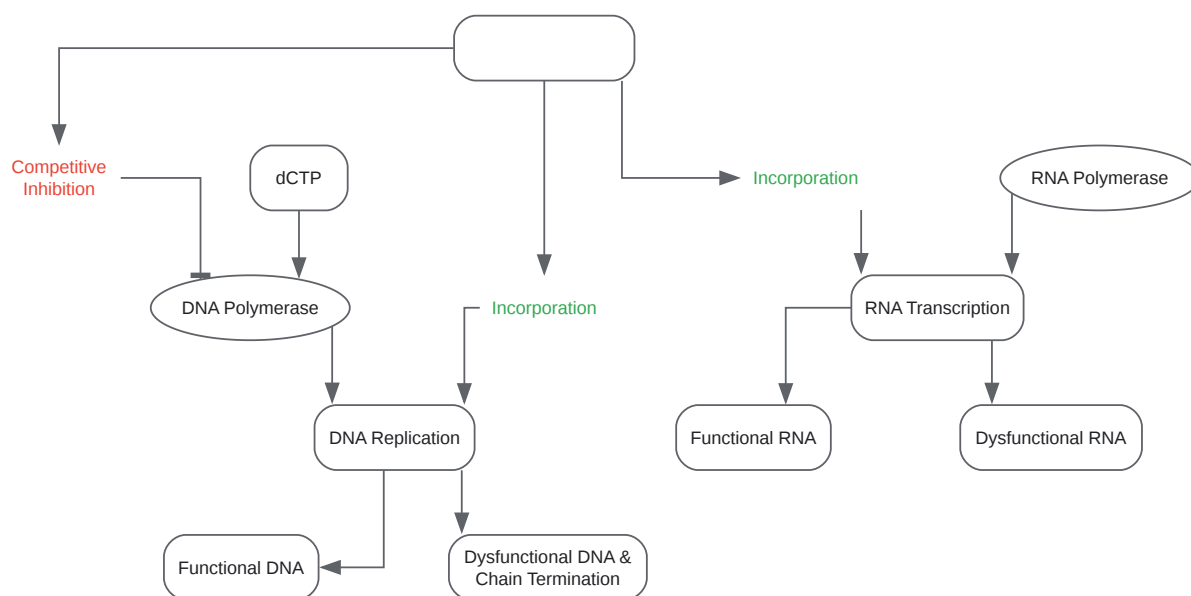 Competitive
Inhibition
dCTP
Incorporation
RNA Polymerase
DNA Polymerase
Incorporation
RNA Transcription
DNA Replication
Functional RNA
Dysfunctional RNA
Functional DNA
Dysfunctional DNA &
Chain Termination